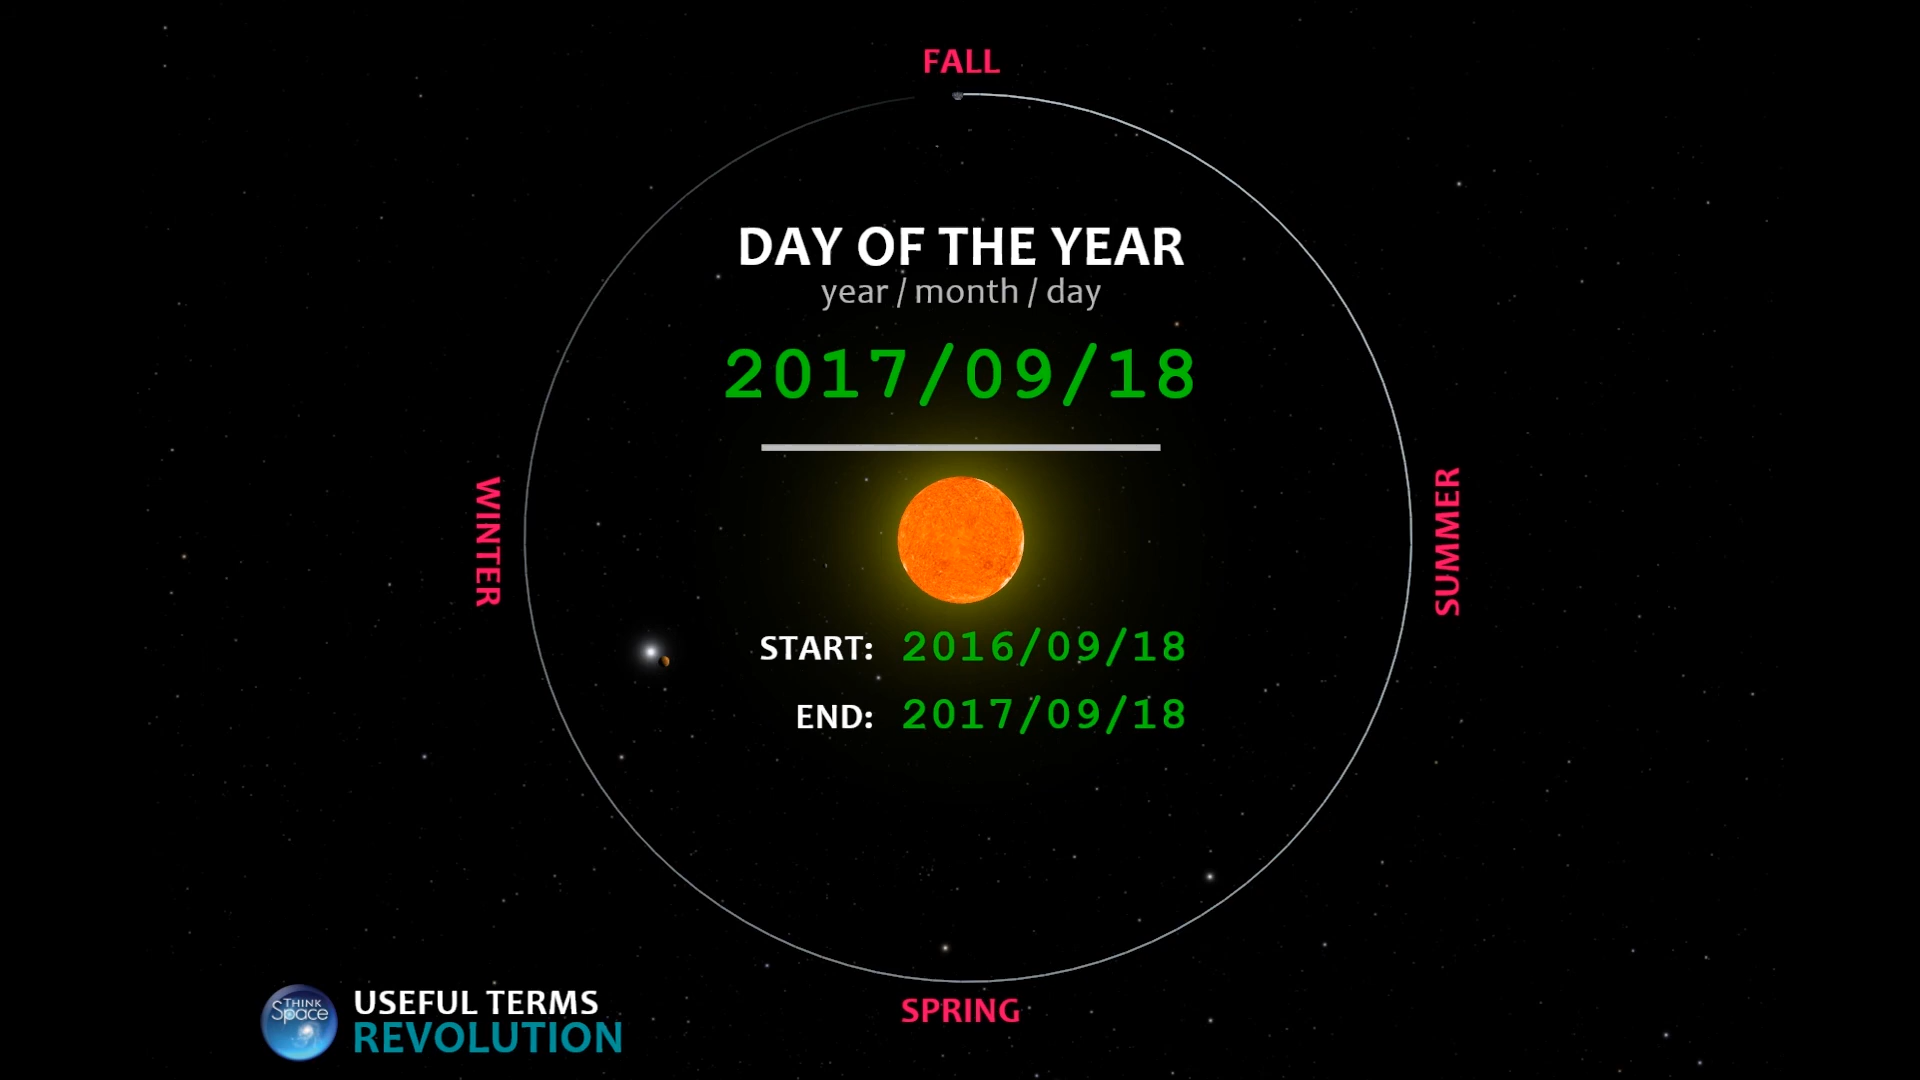 FALL
DAY OF THE YEAR
year / month / day
2017/09/18
WINTER
SUMMER
START: 2016/09/18
END: 2017/09/18
SPRING
THINK
Space
USEFUL TERMS
REVOLUTION